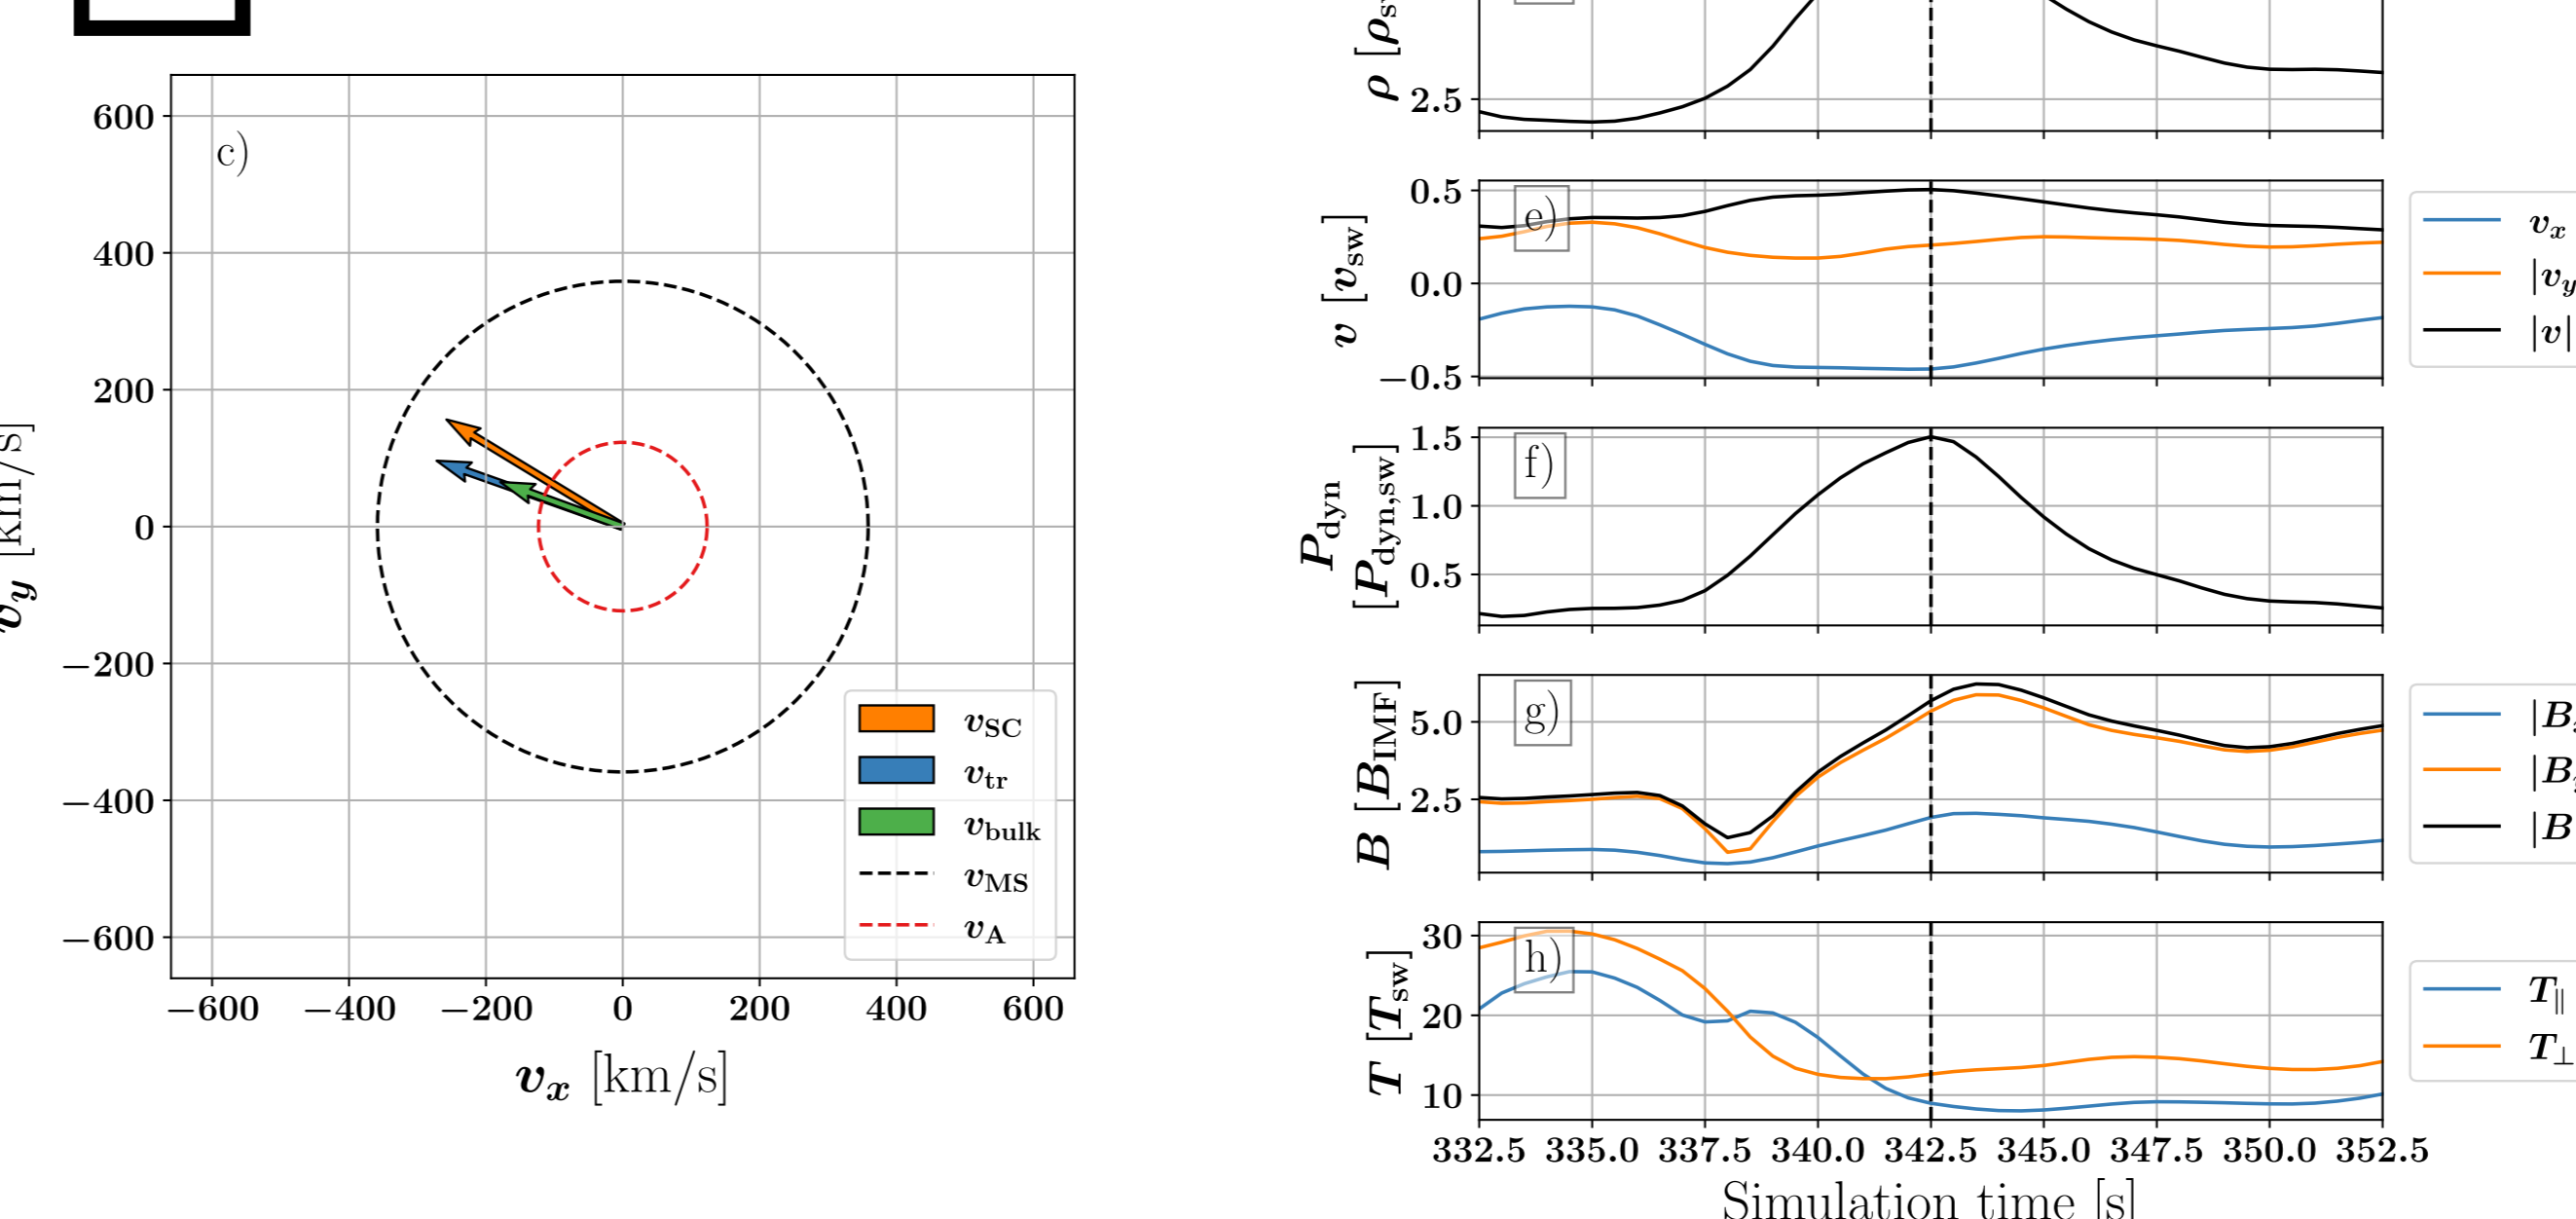 c)
600
400
200
0
−200
−400
−600
v_y [km/s]
−600 −400 −200 0 200 400 600
v_x [km/s]
v_SC
v_tr
v_bulk
v_MS
v_A
ρ
2.5
e)
v [v_sw]
0.5
0.0
−0.5
v_x
|v_y
|v|
f)
P_dyn
[P_dyn,sw]
1.5
1.0
0.5
g)
B [B_IMF]
5.0
2.5
|B
|B
|B
h)
T [T_sw]
30
20
10
T_∥
T_⊥
332.5 335.0 337.5 340.0 342.5 345.0 347.5 350.0 352.5
Simulation time [s]